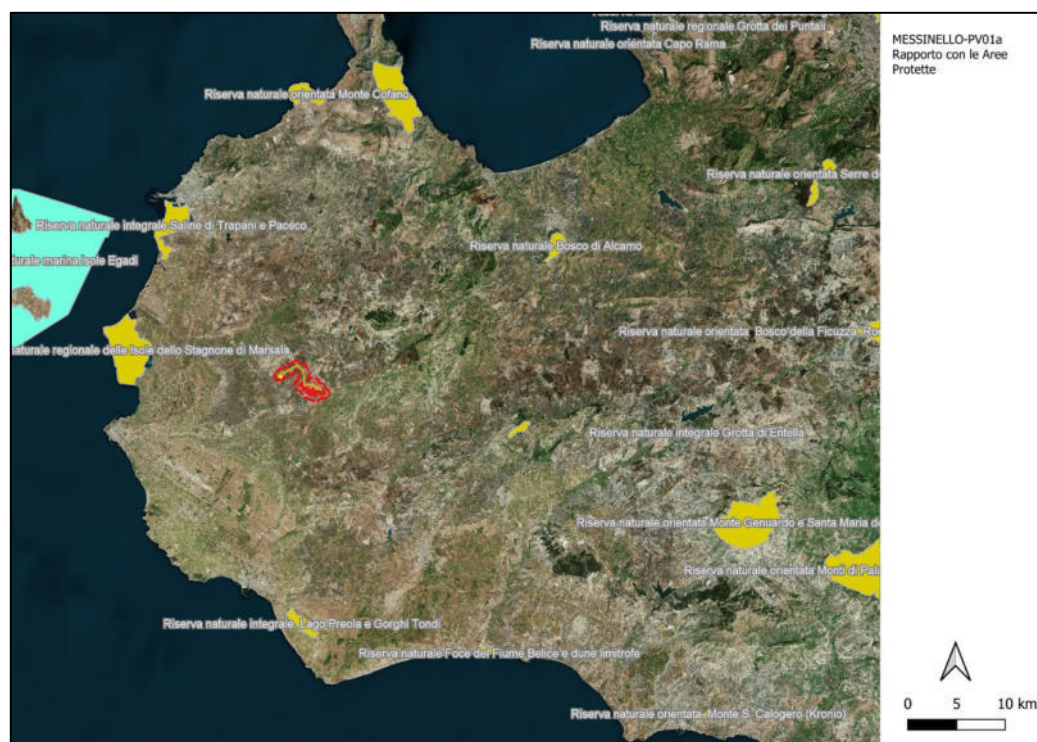 Riserva naturale regionale Grotta dei Puntali
Riserva naturale orientata Capo Rama
MESSINELLO-PV01a
Rapporto con le Aree
Protette
Riserva naturale orientata Monte Cofano
Riserva naturale orientata Serre d
Riserva naturale integrale Saline di Trapani e Paceco
Riserva naturale Bosco di Alcamo
turale marina Isole Egadi
Riserva naturale orientata Bosco della Ficuzza, Ro
naturale regionale delle Isole dello Stagnone di Marsala
Riserva naturale integrale Grotta di Entella
Riserva naturale orientata Monte Genuardo e Santa Maria de
Riserva naturale orientata Monti di Pala
Riserva naturale integrale Lago Preola e Gorghi Tondi
Riserva naturale Foce del Fiume Belice e dune limitrofe
Riserva naturale orientata Monte S. Calogero (Kronio)
0 5 10 km